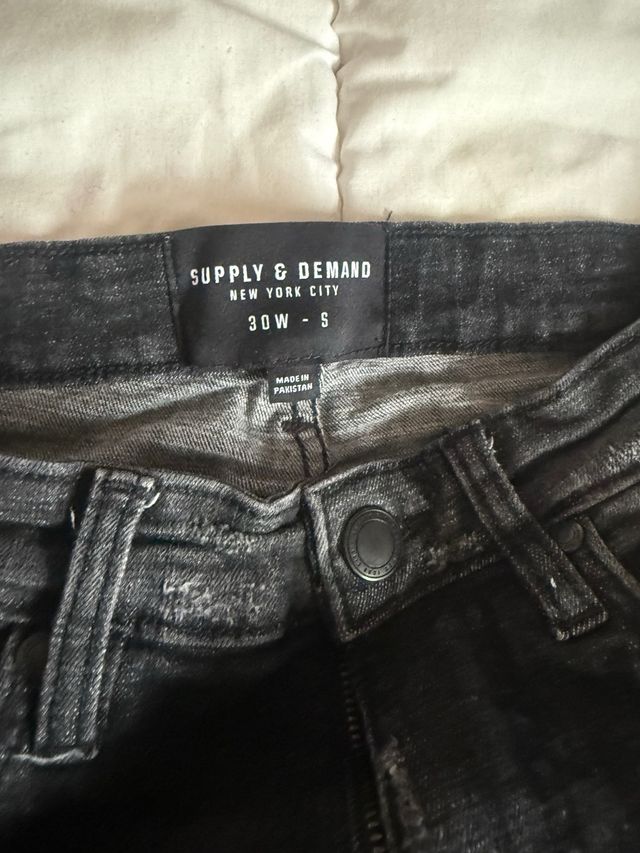 SUPPLY & DEMAND
NEW YORK CITY
30W - S
MADE IN
PAKISTAN